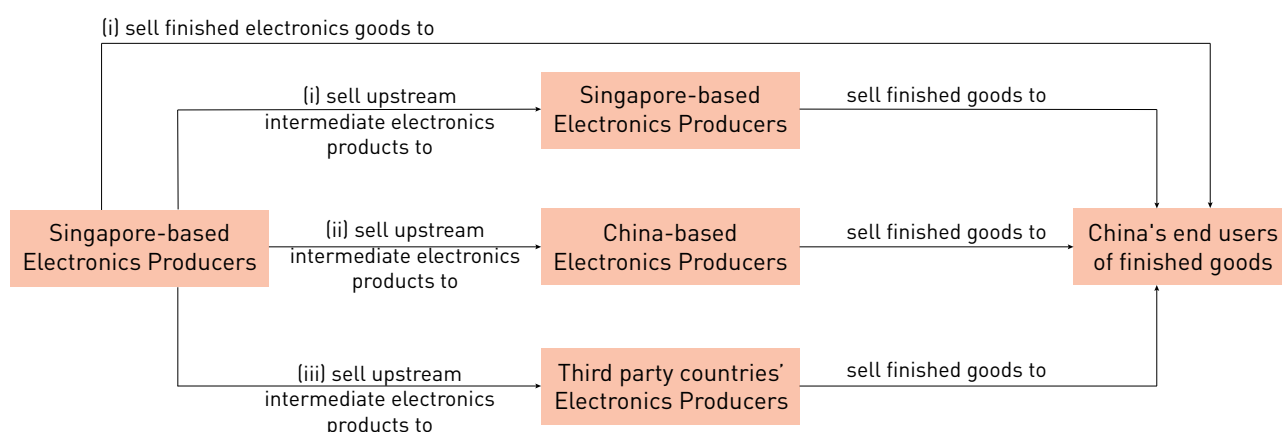 (i) sell finished electronics goods to
(i) sell upstream
intermediate electronics
products to
Singapore-based
Electronics Producers
sell finished goods to
Singapore-based
Electronics Producers
(ii) sell upstream
intermediate electronics
products to
China-based
Electronics Producers
sell finished goods to
China's end users
of finished goods
(iii) sell upstream
intermediate electronics
products to
Third party countries’
Electronics Producers
sell finished goods to